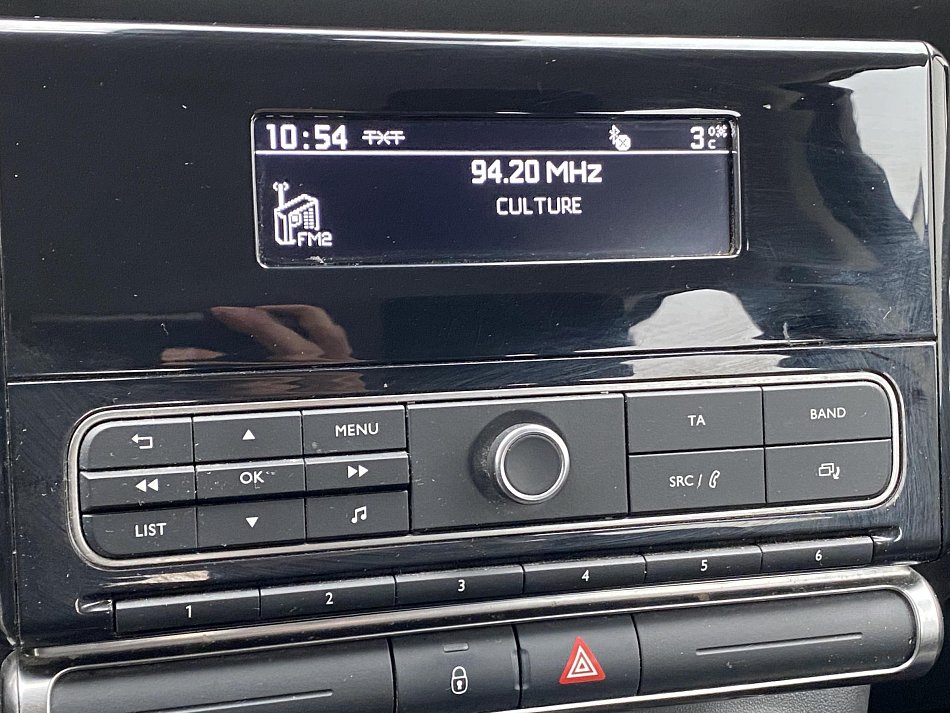 10:54 TXT 3°C
94.20 MHz
CULTURE
FM2
MENU
TA
BAND
OK
SRC /
LIST
1 2 3 4 5 6